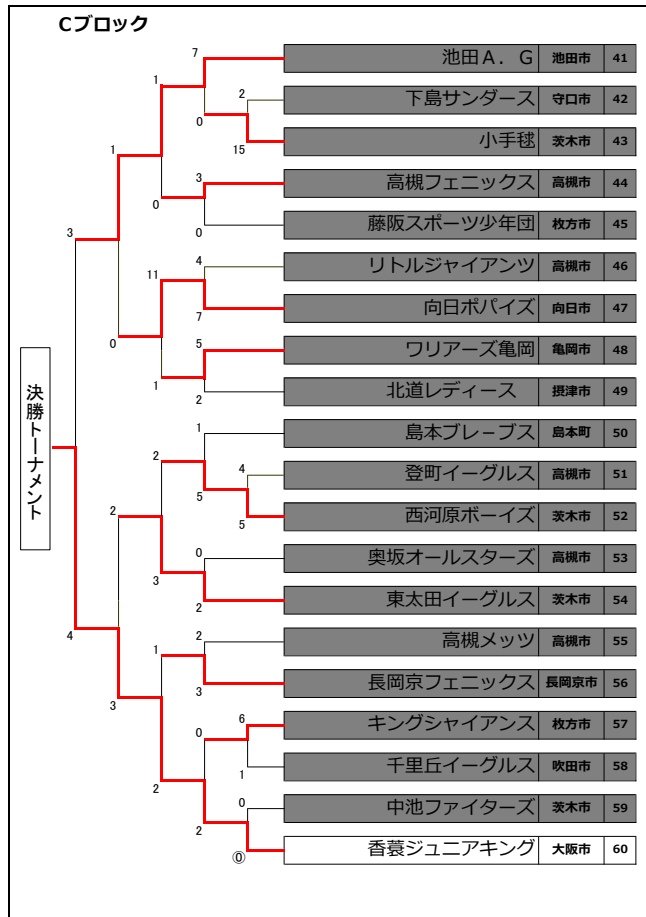 Cブロック
7
池田A．G 池田市 41
1
2
下島サンダース 守口市 42
0
15
小手毬 茨木市 43
1
3
高槻フェニックス 高槻市 44
0
0
藤阪スポーツ少年団 枚方市 45
3
4
リトルジャイアンツ 高槻市 46
11
7
向日ポパイズ 向日市 47
0
5
ワリアーズ亀岡 亀岡市 48
1
2
北道レディース 摂津市 49
決勝トーナメント
1
島本ブレーブス 島本町 50
2
4
登町イーグルス 高槻市 51
5
5
西河原ボーイズ 茨木市 52
2
0
奥坂オールスターズ 高槻市 53
3
2
東太田イーグルス 茨木市 54
4
2
高槻メッツ 高槻市 55
1
3
長岡京フェニックス 長岡京市 56
3
0
6
キングシャイアンス 枚方市 57
1
千里丘イーグルス 吹田市 58
2
0
中池ファイターズ 茨木市 59
2
⓪
香蓑ジュニアキング 大阪市 60